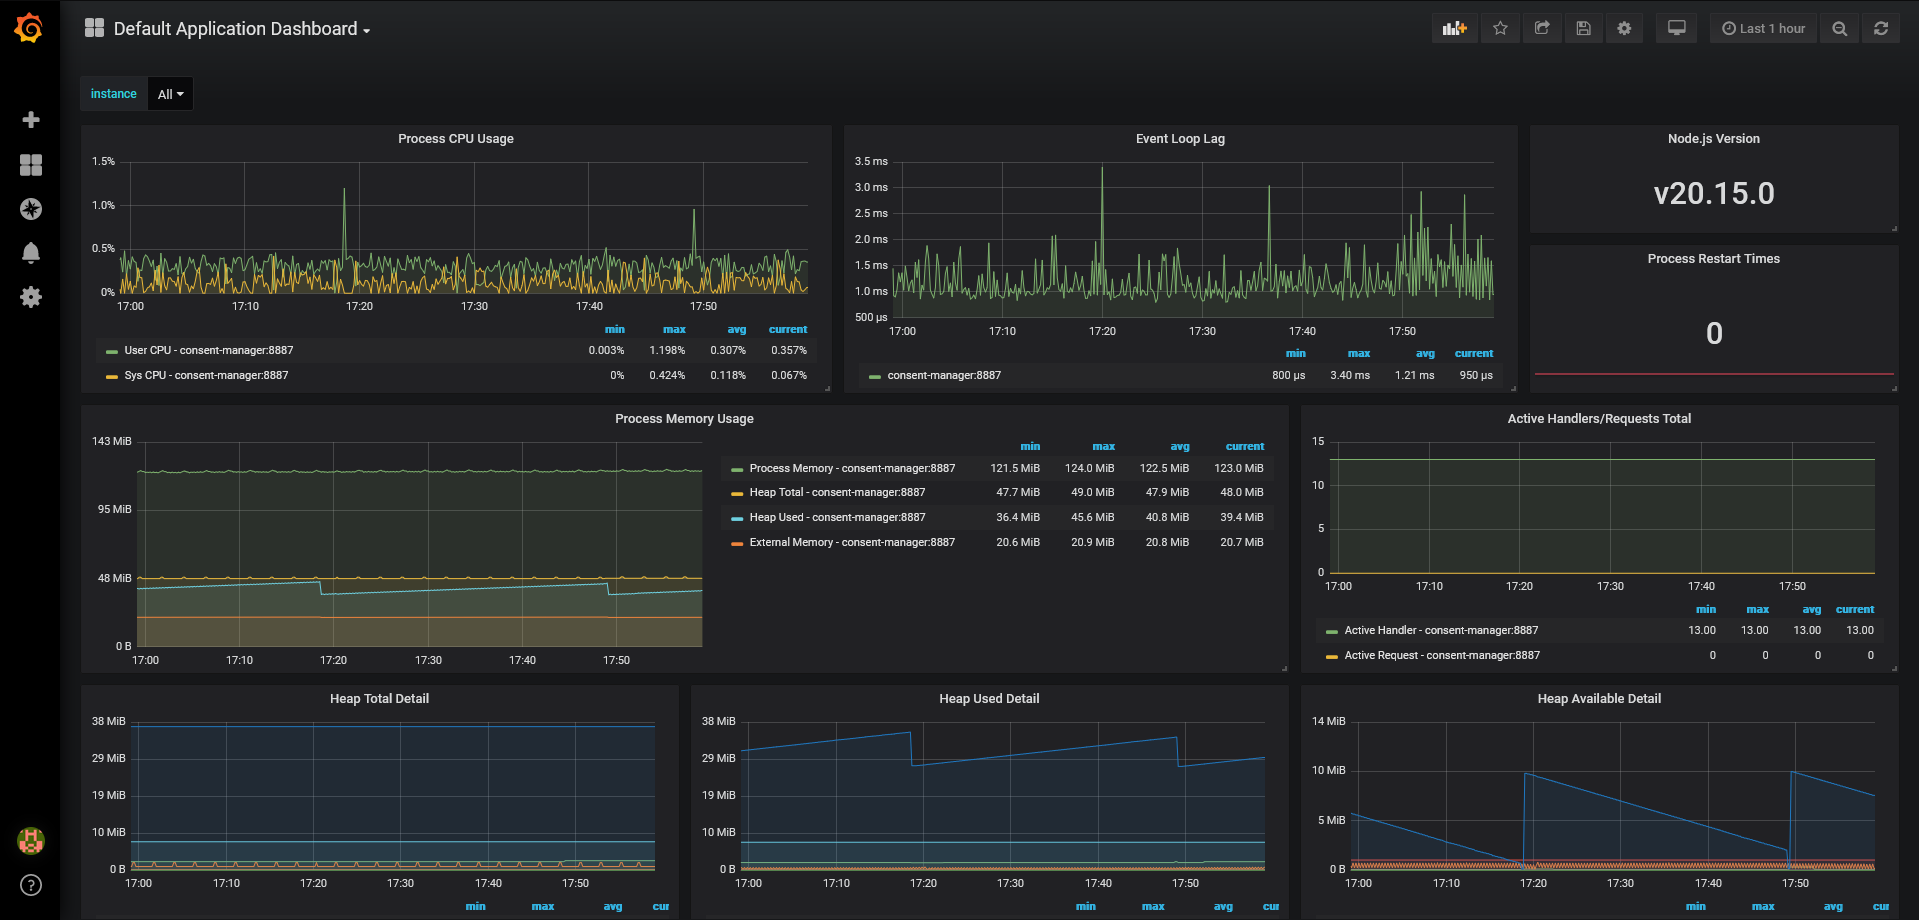 Default Application Dashboard
Last 1 hour
instance All
Process CPU Usage
1.5%
1.0%
0.5%
0%
17:00 17:10 17:20 17:30 17:40 17:50
min max avg current
User CPU - consent-manager:8887 0.003% 1.198% 0.307% 0.357%
Sys CPU - consent-manager:8887 0% 0.424% 0.118% 0.067%
Event Loop Lag
3.5 ms
3.0 ms
2.5 ms
2.0 ms
1.5 ms
1.0 ms
500 µs
17:00 17:10 17:20 17:30 17:40 17:50
min max avg current
consent-manager:8887 800 µs 3.40 ms 1.21 ms 950 µs
Node.js Version
v20.15.0
Process Restart Times
0
Process Memory Usage
143 MiB
95 MiB
48 MiB
0 B
17:00 17:10 17:20 17:30 17:40 17:50
min max avg current
Process Memory - consent-manager:8887 121.5 MiB 124.0 MiB 122.5 MiB 123.0 MiB
Heap Total - consent-manager:8887 47.7 MiB 49.0 MiB 47.9 MiB 48.0 MiB
Heap Used - consent-manager:8887 36.4 MiB 45.6 MiB 40.8 MiB 39.4 MiB
External Memory - consent-manager:8887 20.6 MiB 20.9 MiB 20.8 MiB 20.7 MiB
Active Handlers/Requests Total
15
10
5
0
17:00 17:10 17:20 17:30 17:40 17:50
min max avg current
Active Handler - consent-manager:8887 13.00 13.00 13.00 13.00
Active Request - consent-manager:8887 0 0 0 0
Heap Total Detail
38 MiB
29 MiB
19 MiB
10 MiB
0 B
17:00 17:10 17:20 17:30 17:40 17:50
min max avg cur
Heap Used Detail
38 MiB
29 MiB
19 MiB
10 MiB
0 B
17:00 17:10 17:20 17:30 17:40 17:50
min max avg cur
Heap Available Detail
14 MiB
10 MiB
5 MiB
0 B
17:00 17:10 17:20 17:30 17:40 17:50
min max avg cur